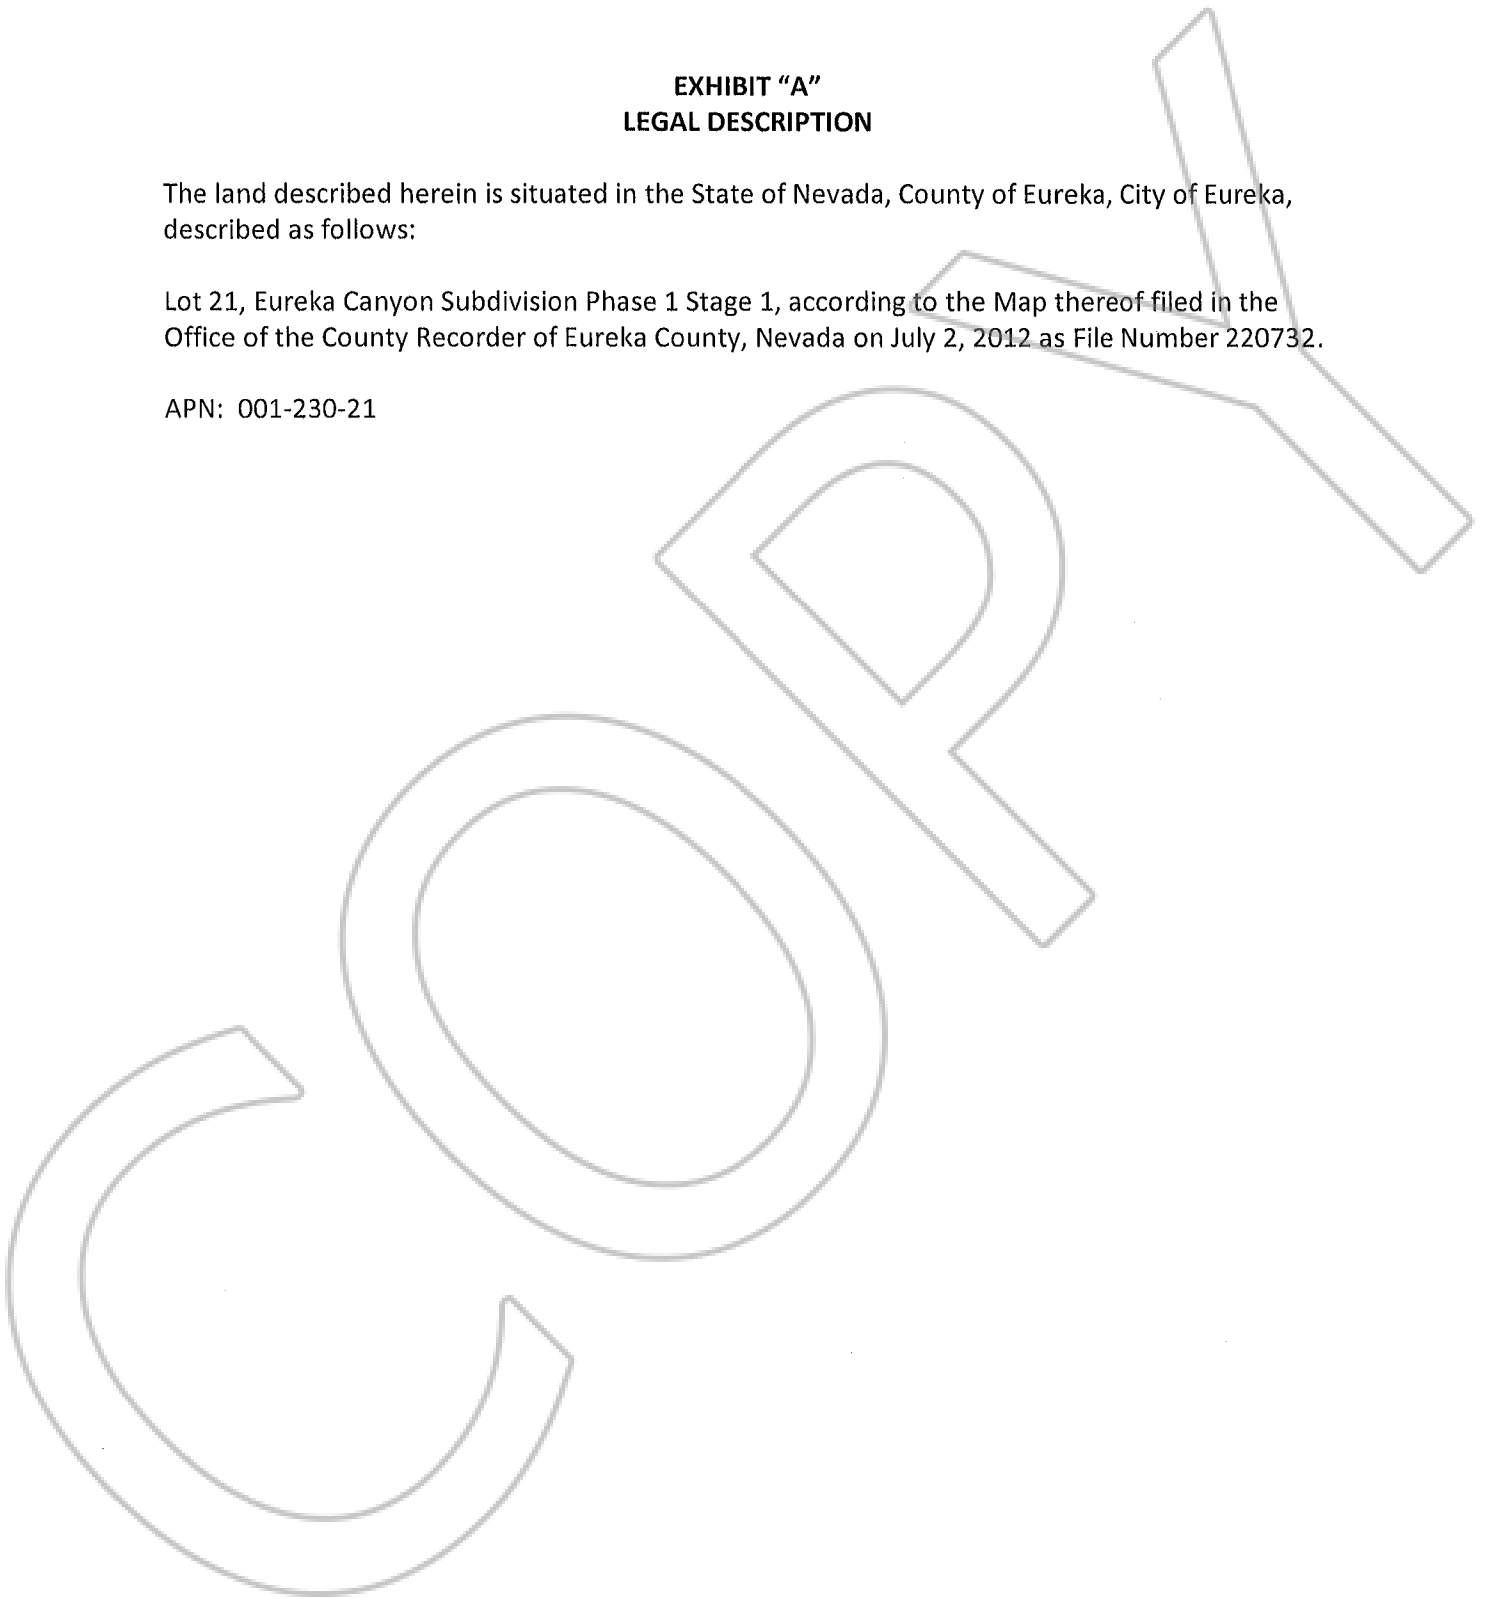 EXHIBIT “A”
LEGAL DESCRIPTION
The land described herein is situated in the State of Nevada, County of Eureka, City of Eureka,
described as follows:
Lot 21, Eureka Canyon Subdivision Phase 1 Stage 1, according to the Map thereof filed in the
Office of the County Recorder of Eureka County, Nevada on July 2, 2012 as File Number 220732.
APN:  001-230-21
COPY